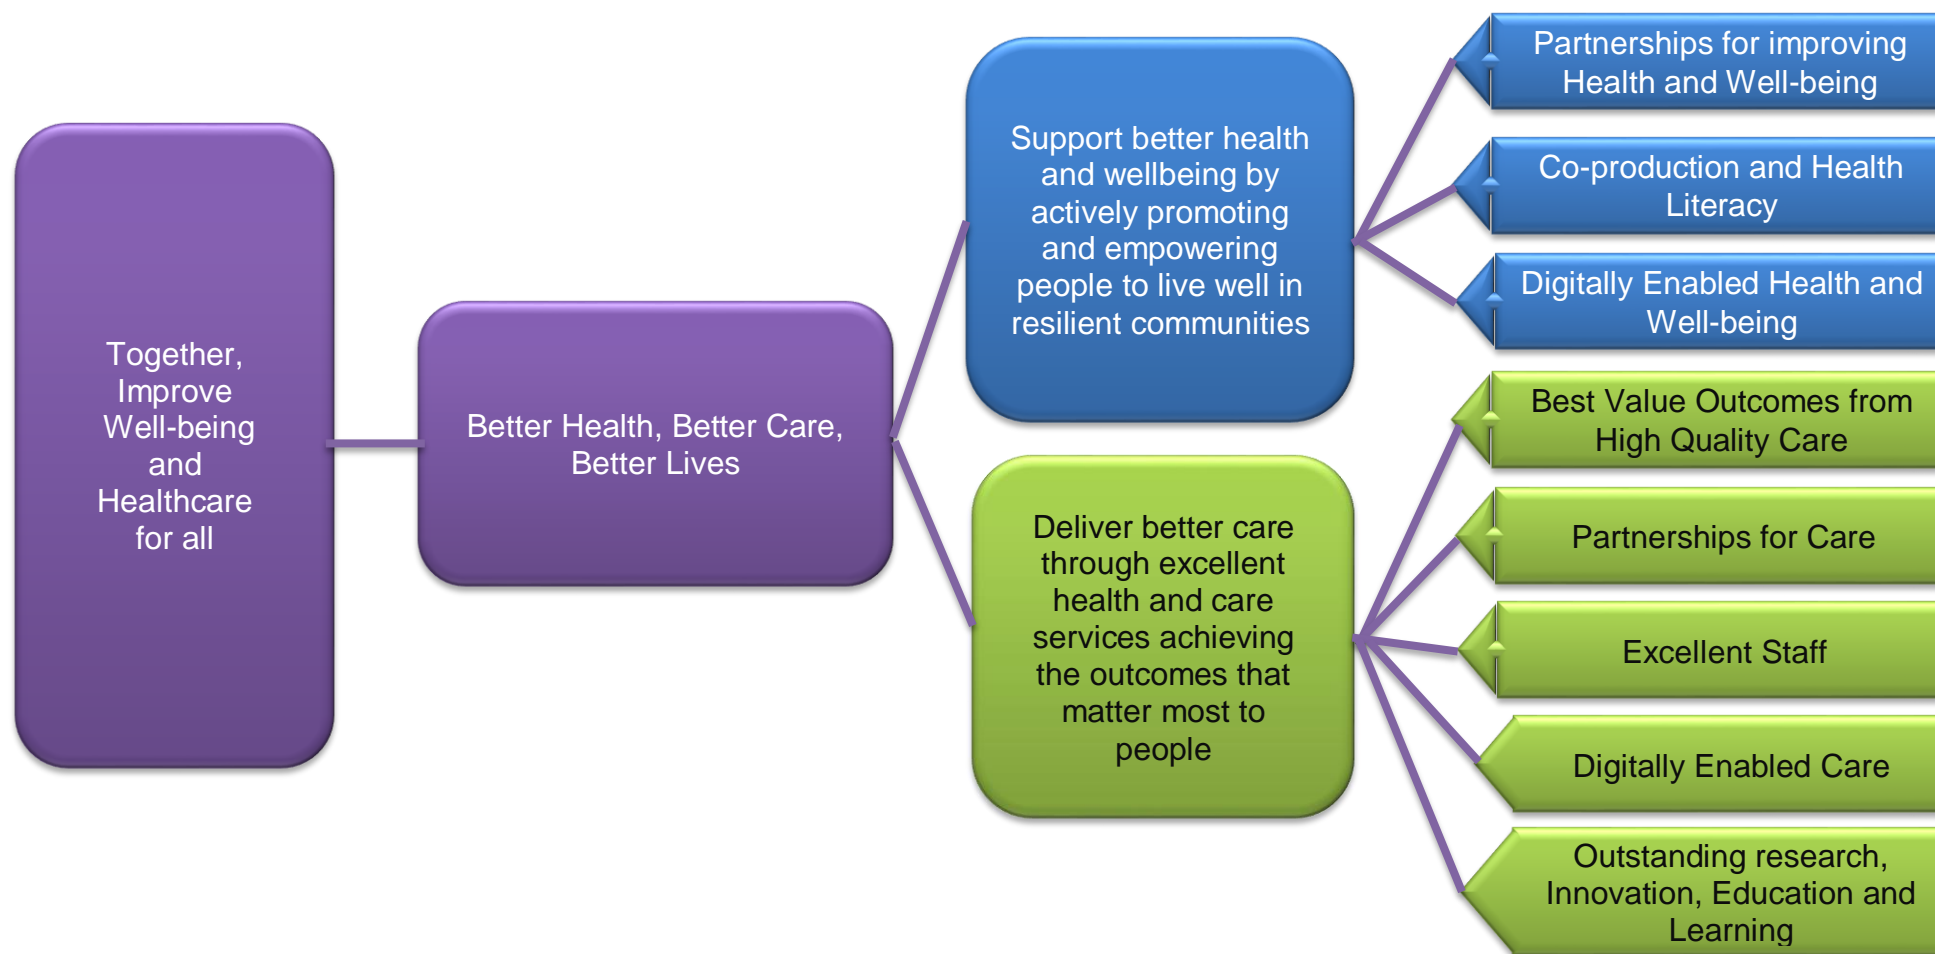 Together,
Improve
Well-being
and
Healthcare
for all
Better Health, Better Care,
Better Lives
Support better health
and wellbeing by
actively promoting
and empowering
people to live well in
resilient communities
Deliver better care
through excellent
health and care
services achieving
the outcomes that
matter most to
people
Partnerships for improving
Health and Well-being
Co-production and Health
Literacy
Digitally Enabled Health and
Well-being
Best Value Outcomes from
High Quality Care
Partnerships for Care
Excellent Staff
Digitally Enabled Care
Outstanding research,
Innovation, Education and
Learning